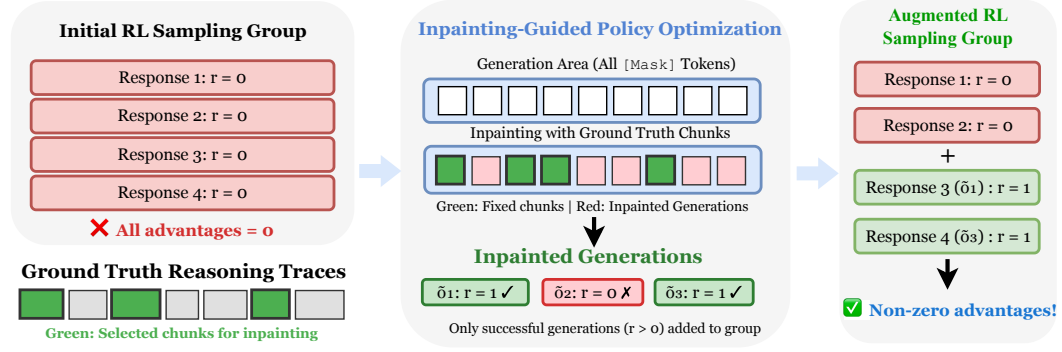 Initial RL Sampling Group
Response 1: r = 0
Response 2: r = 0
Response 3: r = 0
Response 4: r = 0
❌ All advantages = 0
Ground Truth Reasoning Traces
Green: Selected chunks for inpainting
Inpainting-Guided Policy Optimization
Generation Area (All [Mask] Tokens)
Inpainting with Ground Truth Chunks
Green: Fixed chunks | Red: Inpainted Generations
Inpainted Generations
õ1: r = 1 ✓
õ2: r = 0 ✗
õ3: r = 1 ✓
Only successful generations (r > 0) added to group
Augmented RL
Sampling Group
Response 1: r = 0
Response 2: r = 0
+
Response 3 (õ1) : r = 1
Response 4 (õ3) : r = 1
✅ Non-zero advantages!